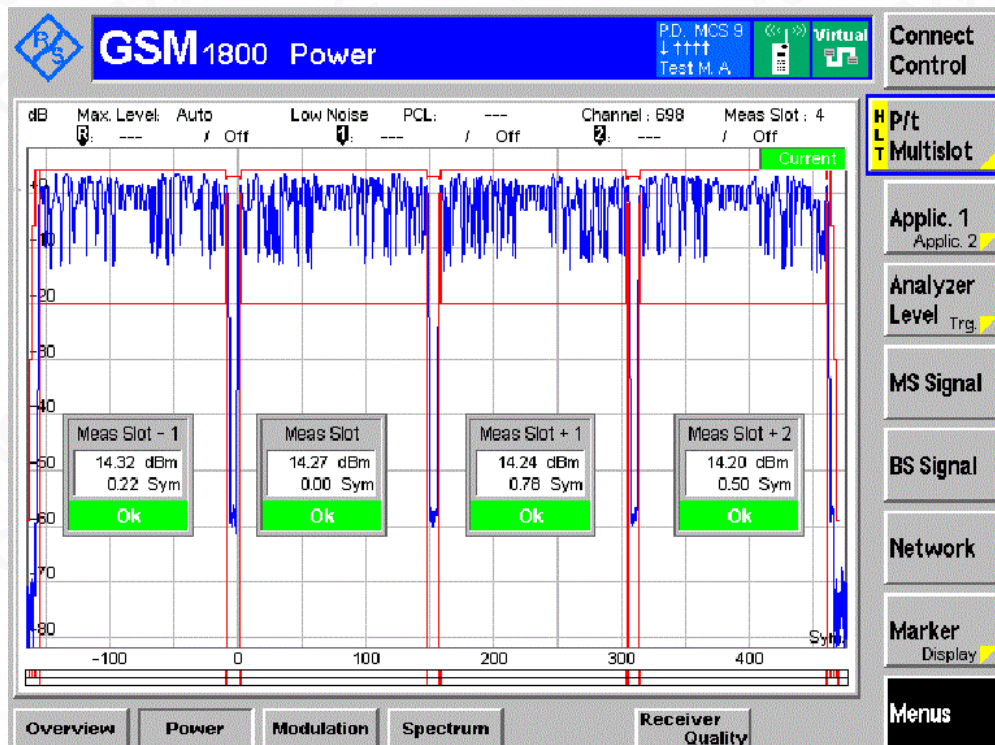 R/S
GSM 1800 Power
P.D. MCS 9
↓ ↑↑↑↑
Test M. A.
Virtual
Connect Control
dB Max. Level: Auto Low Noise PCL: --- Channel : 698 Meas Slot : 4
R: --- / Off 1: --- / Off 2: --- / Off
Current
HLT
P/t Multislot
Applic. 1
Applic. 2
Analyzer Level Trg.
MS Signal
BS Signal
Network
Marker
Display
Menus
+0
-10
-20
-30
-40
-50
-60
-70
-80
Meas Slot - 1
14.32 dBm
0.22 Sym
Ok
Meas Slot
14.27 dBm
0.00 Sym
Ok
Meas Slot + 1
14.24 dBm
0.78 Sym
Ok
Meas Slot + 2
14.20 dBm
0.50 Sym
Ok
Sym.
-100 0 100 200 300 400
Overview Power Modulation Spectrum Receiver Quality